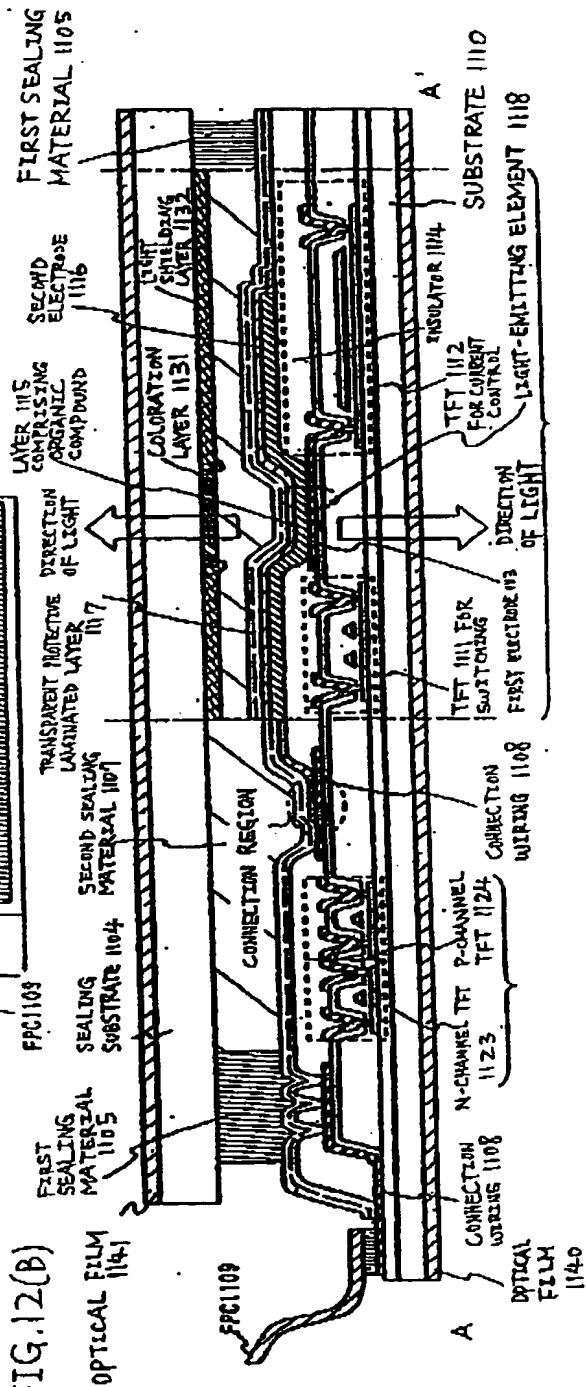 FIG.12(B)
FPC1109
OPTICAL FILM
1141
FIRST
SEALING
MATERIAL
1105
SEALING
SUBSTRATE 1104
SECOND SEALING
MATERIAL 1107
CONNECTION REGION
TRANSPARENT PROTECTIVE
LAMINATED LAYER
1117
DIRECTION
OF LIGHT
LAYER 1115
COMPRISING
ORGANIC
COMPOUND
COLORATION
LAYER 1131
SECOND
ELECTRODE
1116
LIGHT
SHIELDING
LAYER 1132
FIRST SEALING
MATERIAL 1105
FPC1109
A
A'
OPTICAL
FILM
1140
CONNECTION
WIRING 1108
N-CHANNEL TFT
1123
P-CHANNEL
TFT 1124
CONNECTION
WIRING 1108
TFT 1111 FOR
SWITCHING
FIRST ELECTRODE 1113
DIRECTION
OF LIGHT
TFT 1112
FOR CURRENT
CONTROL
INSULATOR 1114
LIGHT-EMITTING ELEMENT 1118
SUBSTRATE 1110